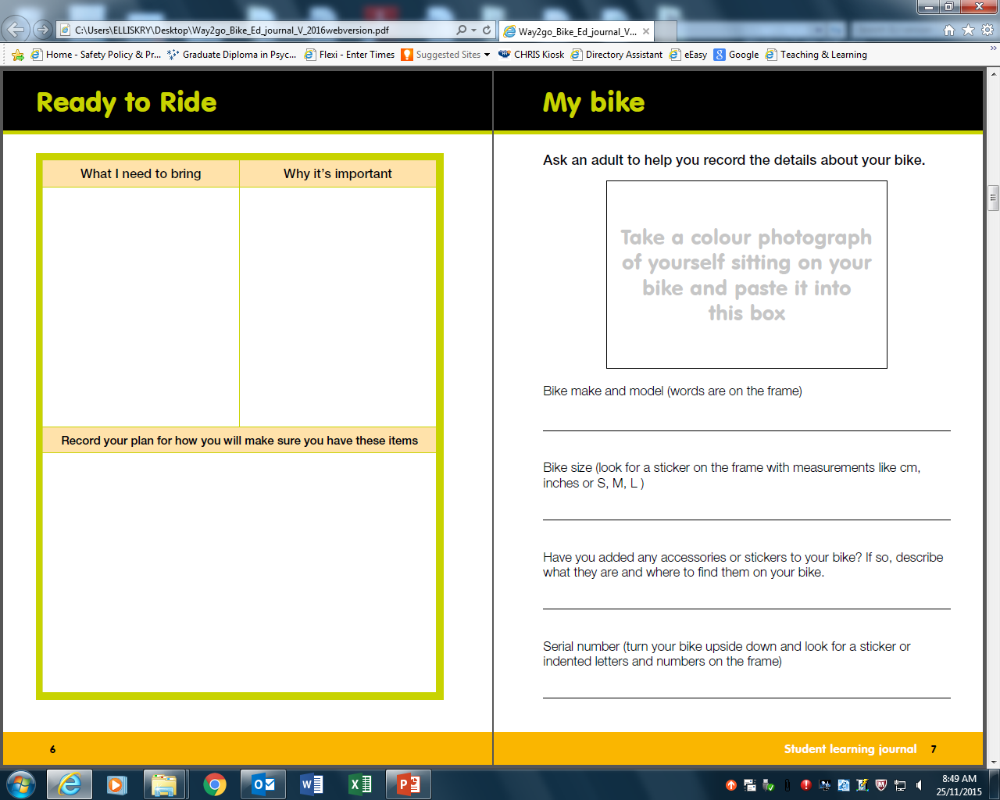 C:\Users\ELLISKRY\Desktop\Way2go_Bike_Ed_journal_V_2016webversion.pdf
Way2go_Bike_Ed_journal_V...
Home - Safety Policy & Pr...
Graduate Diploma in Psyc...
Flexi - Enter Times
Suggested Sites
CHRIS Kiosk
Directory Assistant
eEasy
Google
Teaching & Learning
Ready to Ride
What I need to bring
Why it's important
Record your plan for how you will make sure you have these items
6
My bike
Ask an adult to help you record the details about your bike.
Take a colour photograph
of yourself sitting on your
bike and paste it into
this box
Bike make and model (words are on the frame)
Bike size (look for a sticker on the frame with measurements like cm,
inches or S, M, L )
Have you added any accessories or stickers to your bike? If so, describe
what they are and where to find them on your bike.
Serial number (turn your bike upside down and look for a sticker or
indented letters and numbers on the frame)
Student learning journal 7
8:49 AM
25/11/2015